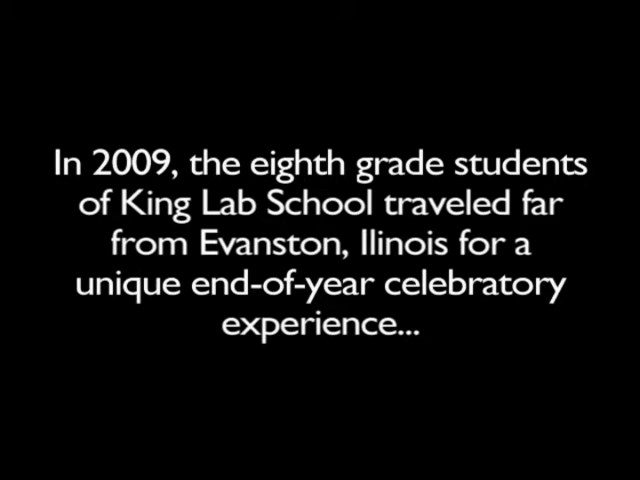 In 2009, the eighth grade students
of King Lab School traveled far
from Evanston, Ilinois for a
unique end-of-year celebratory
experience...